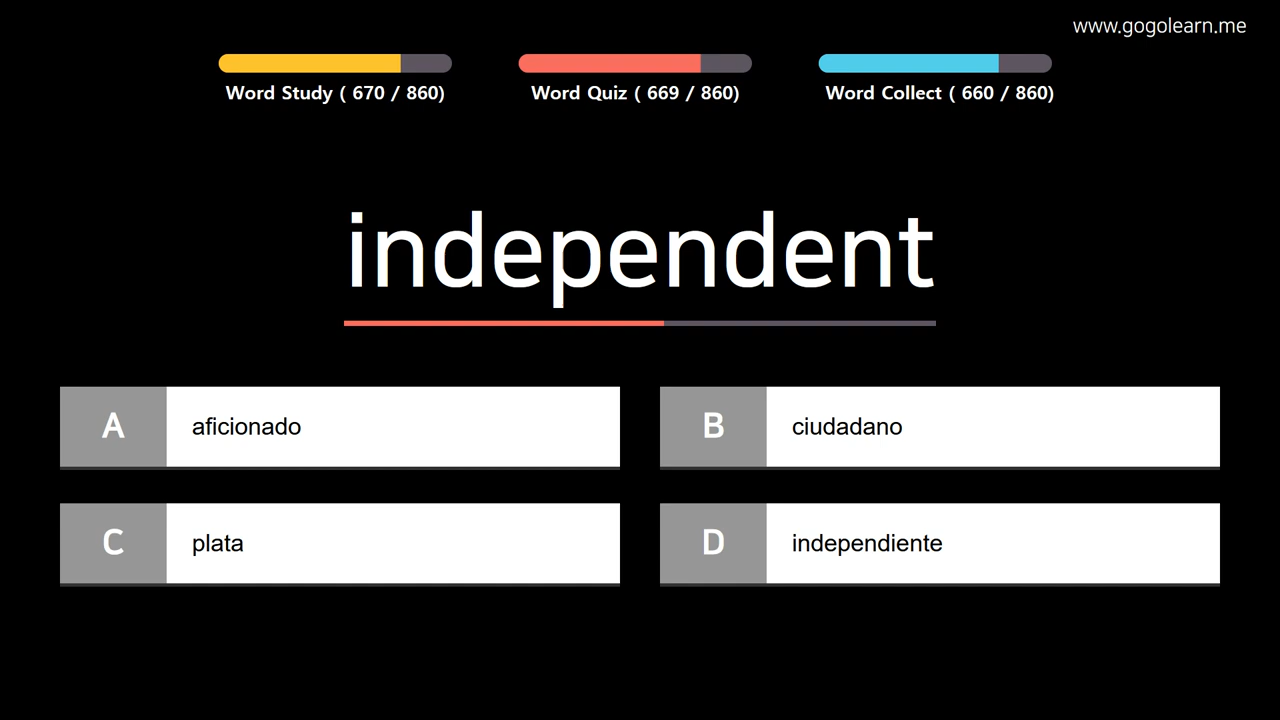 www.gogolearn.me
Word Study ( 670 / 860)
Word Quiz ( 669 / 860)
Word Collect ( 660 / 860)
independent
A aficionado
B ciudadano
C plata
D independiente